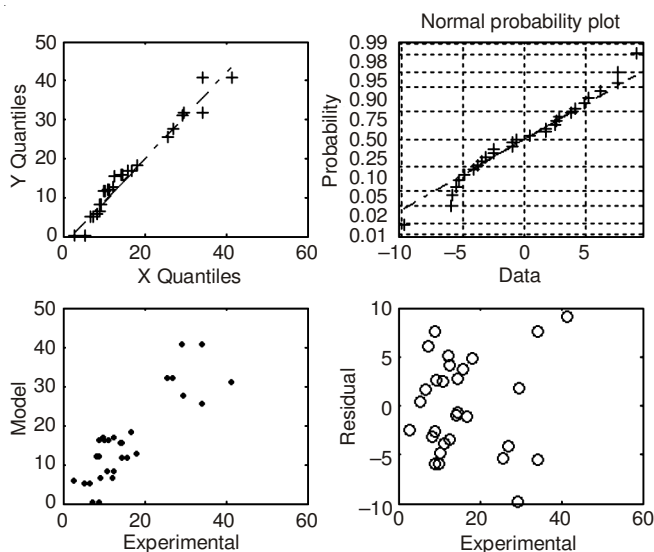 50
40
30
20
10
0
Y Quantiles
0 20 40 60
X Quantiles
Normal probability plot
0.99
0.98
0.95
0.90
0.75
0.50
0.25
0.10
0.05
0.02
0.01
Probability
–10 –5 0 5
Data
50
40
30
20
10
0
Model
0 20 40 60
Experimental
10
5
0
–5
–10
Residual
0 20 40 60
Experimental